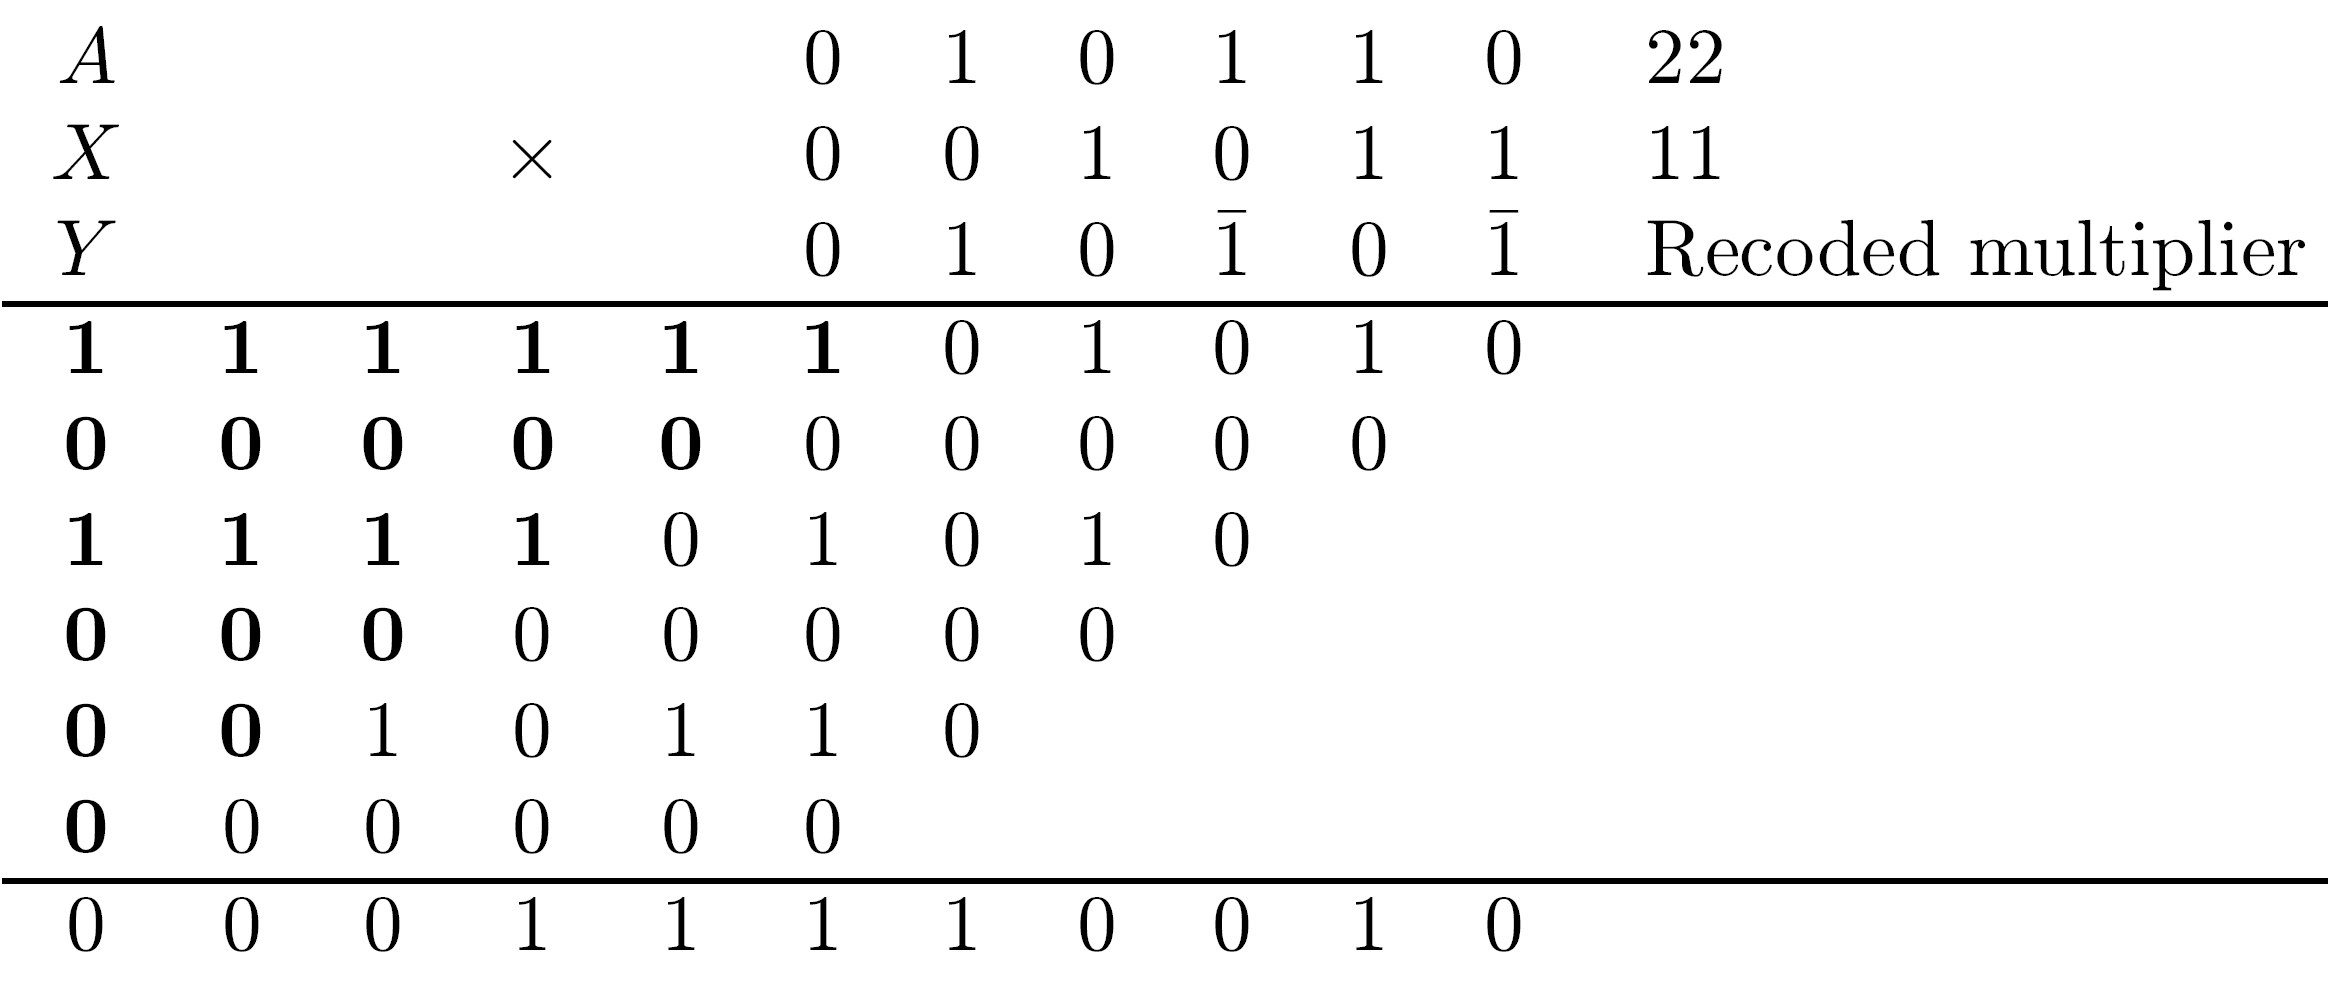 A 0 1 0 1 1 0 22
X × 0 0 1 0 1 1 11
Y 0 1 0 1̅ 0 1̅ Recoded multiplier
1 1 1 1 1 1 0 1 0 1 0
0 0 0 0 0 0 0 0 0 0
1 1 1 1 0 1 0 1 0
0 0 0 0 0 0 0 0
0 0 1 0 1 1 0
0 0 0 0 0 0
0 0 0 1 1 1 1 0 0 1 0